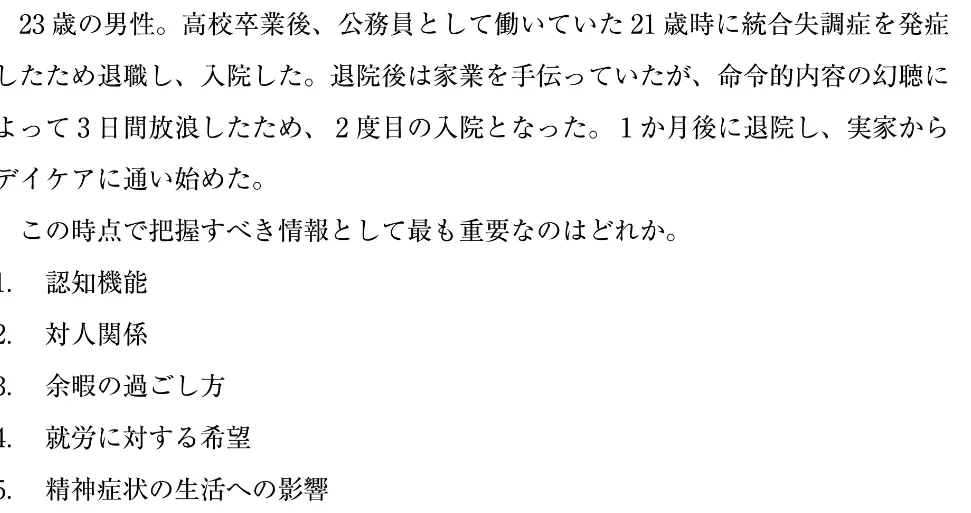 23歳の男性。高校卒業後、公務員として働いていた21歳時に統合失調症を発症
したため退職し、入院した。退院後は家業を手伝っていたが、命令的内容の幻聴に
よって3日間放浪したため、2度目の入院となった。1か月後に退院し、実家から
デイケアに通い始めた。
この時点で把握すべき情報として最も重要なのはどれか。
1. 認知機能
2. 対人関係
3. 余暇の過ごし方
4. 就労に対する希望
5. 精神症状の生活への影響